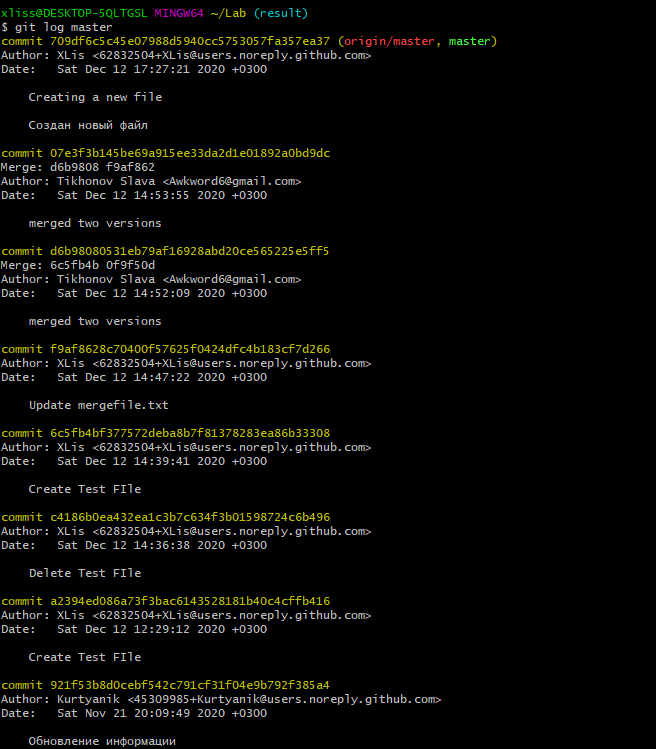 xliss@DESKTOP-5QLTGSL MINGW64 ~/Lab (result)
$ git log master
commit 709df6c5c45e07988d5940cc5753057fa357ea37 (origin/master, master)
Author: XLis <62832504+XLis@users.noreply.github.com>
Date:   Sat Dec 12 17:27:21 2020 +0300
Creating a new file
Создан новый файл
commit 07e3f3b145be69a915ee33da2d1e01892a0bd9dc
Merge: d6b9808 f9af862
Author: Tikhonov Slava <Awkword6@gmail.com>
Date:   Sat Dec 12 14:53:55 2020 +0300
merged two versions
commit d6b98080531eb79af16928abd20ce565225e5ff5
Merge: 6c5fb4b 0f9f50d
Author: Tikhonov Slava <Awkword6@gmail.com>
Date:   Sat Dec 12 14:52:09 2020 +0300
merged two versions
commit f9af8628c70400f57625f0424dfc4b183cf7d266
Author: XLis <62832504+XLis@users.noreply.github.com>
Date:   Sat Dec 12 14:47:22 2020 +0300
Update mergefile.txt
commit 6c5fb4bf377572deba8b7f81378283ea86b33308
Author: XLis <62832504+XLis@users.noreply.github.com>
Date:   Sat Dec 12 14:39:41 2020 +0300
Create Test FIle
commit c4186b0ea432ea1c3b7c634f3b01598724c6b496
Author: XLis <62832504+XLis@users.noreply.github.com>
Date:   Sat Dec 12 14:36:38 2020 +0300
Delete Test FIle
commit a2394ed086a73f3bac6143528181b40c4cffb416
Author: XLis <62832504+XLis@users.noreply.github.com>
Date:   Sat Dec 12 12:29:12 2020 +0300
Create Test FIle
commit 921f53b8d0cebf542c791cf31f04e9b792f385a4
Author: Kurtyanik <45309985+Kurtyanik@users.noreply.github.com>
Date:   Sat Nov 21 20:09:49 2020 +0300
Обновление информации